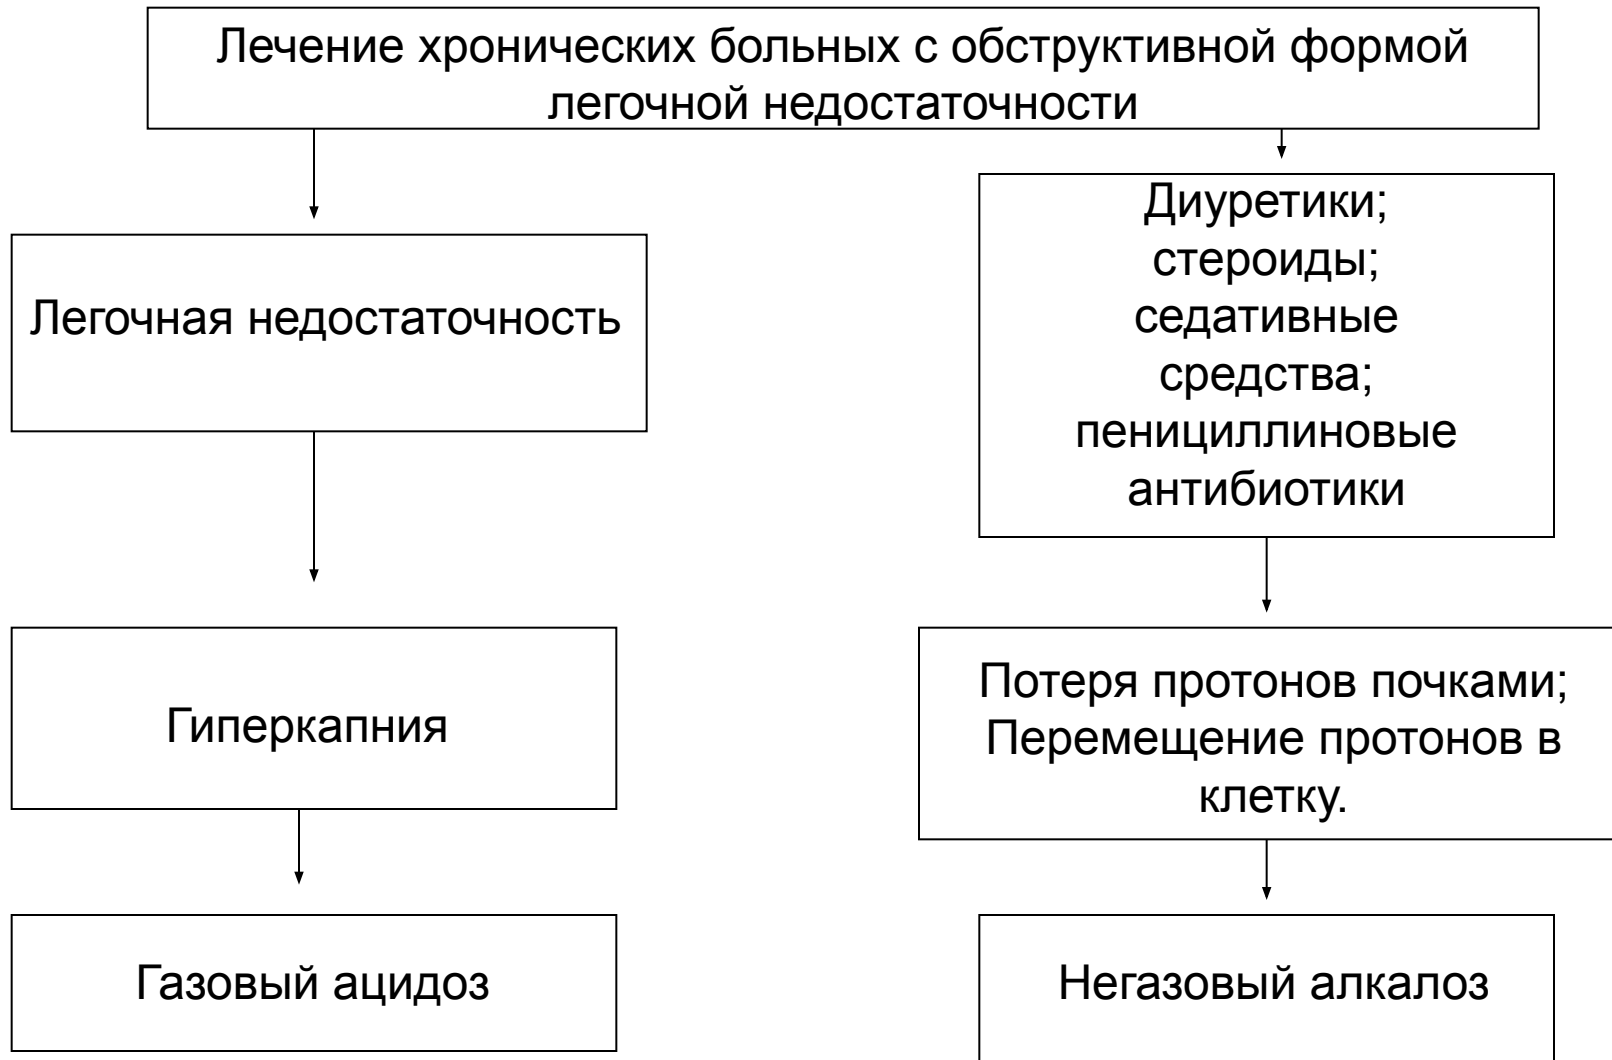 Лечение хронических больных с обструктивной формой
легочной недостаточности
Легочная недостаточность
Диуретики;
стероиды;
седативные
средства;
пенициллиновые
антибиотики
Гиперкапния
Потеря протонов почками;
Перемещение протонов в
клетку.
Газовый ацидоз
Негазовый алкалоз